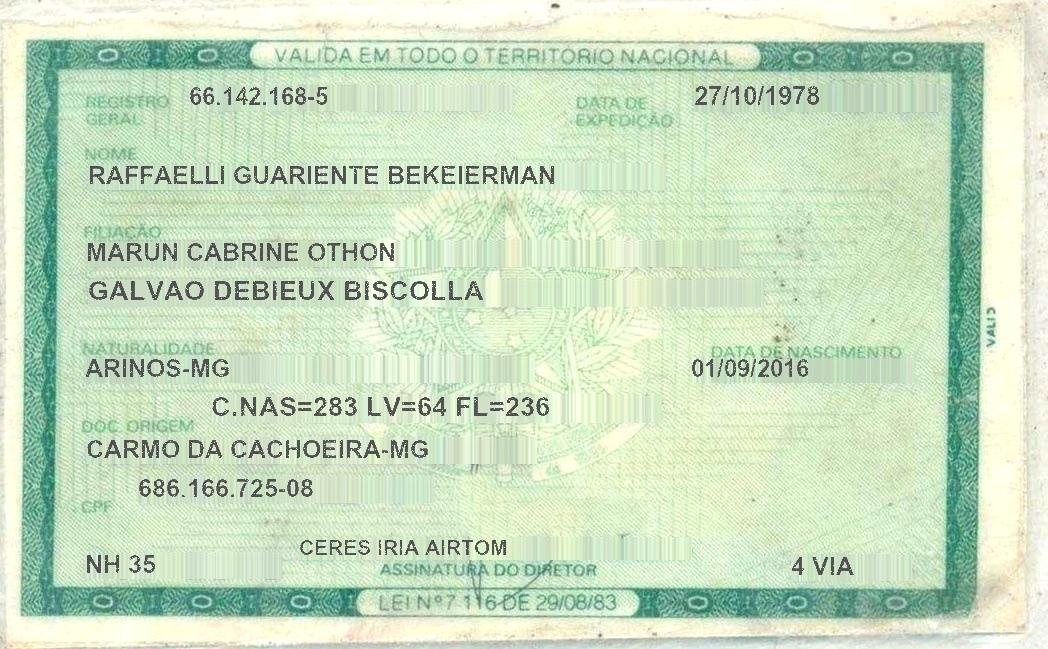 VALIDA EM TODO O TERRITÓRIO NACIONAL
REGISTRO GERAL 66.142.168-5 DATA DE EXPEDIÇÃO 27/10/1978
NOME
RAFFAELLI GUARIENTE BEKEIERMAN
FILIAÇÃO
MARUN CABRINE OTHON
GALVAO DEBIEUX BISCOLLA
NATURALIDADE DATA DE NASCIMENTO
ARINOS-MG 01/09/2016
C.NAS=283 LV=64 FL=236
DOC. ORIGEM
CARMO DA CACHOEIRA-MG
686.166.725-08
CPF
CERES IRIA AIRTOM
NH 35 ASSINATURA DO DIRETOR 4 VIA
LEI Nº 7.116 DE 29/08/83